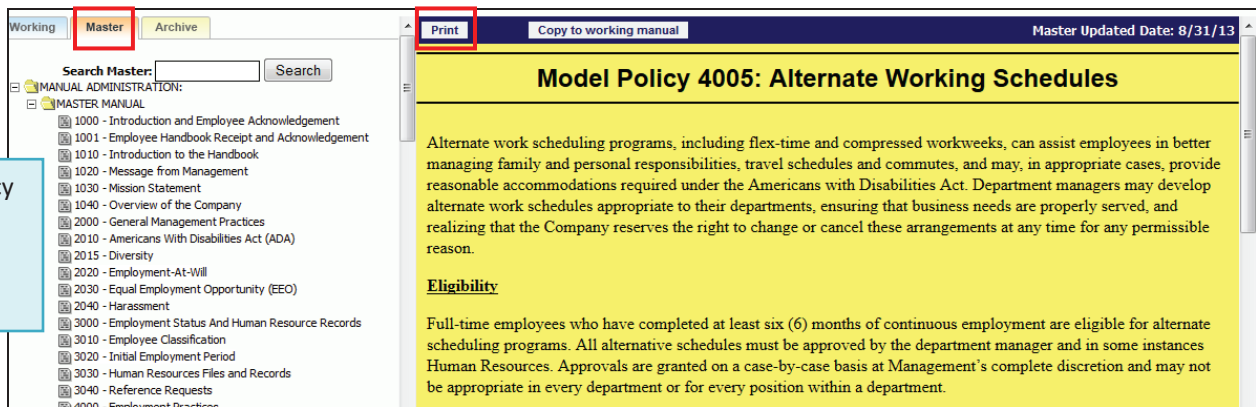 Working Master Archive
Search Master: Search
MANUAL ADMINISTRATION:
MASTER MANUAL
1000 - Introduction and Employee Acknowledgement
1001 - Employee Handbook Receipt and Acknowledgement
1010 - Introduction to the Handbook
1020 - Message from Management
1030 - Mission Statement
1040 - Overview of the Company
2000 - General Management Practices
2010 - Americans With Disabilities Act (ADA)
2015 - Diversity
2020 - Employment-At-Will
2030 - Equal Employment Opportunity (EEO)
2040 - Harassment
3000 - Employment Status And Human Resource Records
3010 - Employee Classification
3020 - Initial Employment Period
3030 - Human Resources Files and Records
3040 - Reference Requests
4000 - Employment Practices
Print Copy to working manual Master Updated Date: 8/31/13
Model Policy 4005: Alternate Working Schedules
Alternate work scheduling programs, including flex-time and compressed workweeks, can assist employees in better
managing family and personal responsibilities, travel schedules and commutes, and may, in appropriate cases, provide
reasonable accommodations required under the Americans with Disabilities Act. Department managers may develop
alternate work schedules appropriate to their departments, ensuring that business needs are properly served, and
realizing that the Company reserves the right to change or cancel these arrangements at any time for any permissible
reason.
Eligibility
Full-time employees who have completed at least six (6) months of continuous employment are eligible for alternate
scheduling programs. All alternative schedules must be approved by the department manager and in some instances
Human Resources. Approvals are granted on a case-by-case basis at Management's complete discretion and may not
be appropriate in every department or for every position within a department.